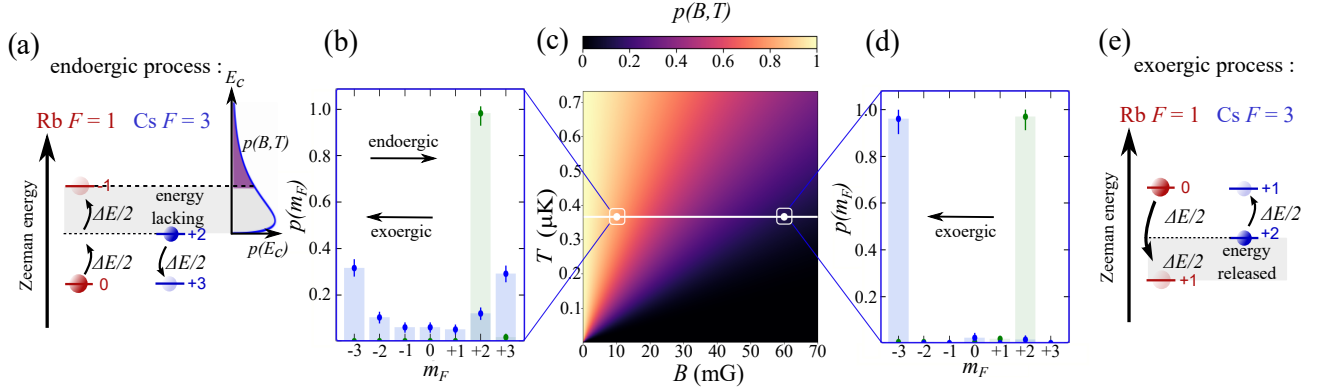 (a)
endoergic process :
Rb F = 1 Cs F = 3
E_C
p(B,T)
Zeeman energy
-1
energy
lacking
ΔE/2
+2
ΔE/2
ΔE/2
0
+3
p(E_C)
(b)
p(m_F)
1.0
0.8
0.6
0.4
0.2
endoergic
exoergic
-3 -2 -1 0 +1 +2 +3
m_F
p(B,T)
0 0.2 0.4 0.6 0.8 1
(c)
T (μK)
0.7
0.6
0.5
0.4
0.3
0.2
0.1
0 10 20 30 40 50 60 70
B (mG)
(d)
p(m_F)
1.0
0.8
0.6
0.4
0.2
exoergic
-3 -2 -1 0 +1 +2 +3
m_F
(e)
exoergic process :
Rb F = 1 Cs F = 3
Zeeman energy
0
+1
ΔE/2
ΔE/2
+2
ΔE/2
energy
released
+1